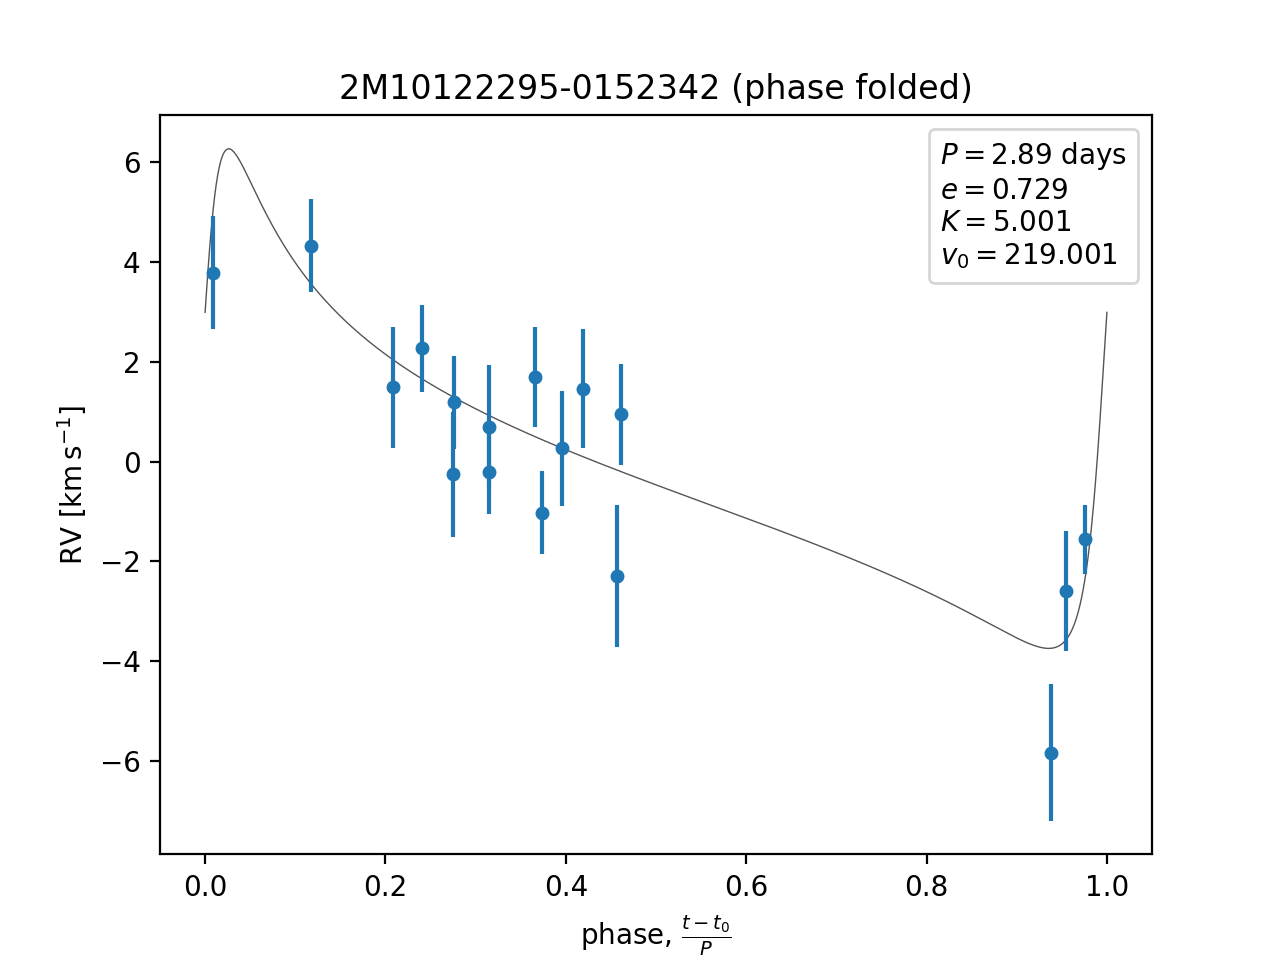 2M10122295-0152342 (phase folded)
P = 2.89 days
e = 0.729
K = 5.001
v₀ = 219.001
RV [km s⁻¹]
6
4
2
0
−2
−4
−6
0.0 0.2 0.4 0.6 0.8 1.0
phase, (t − t₀)/P